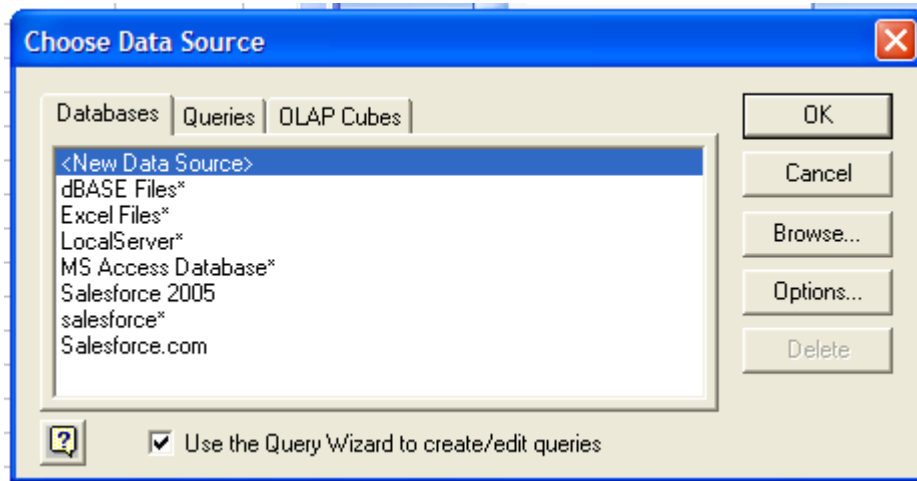 Choose Data Source
Databases Queries OLAP Cubes
<New Data Source>
dBASE Files*
Excel Files*
LocalServer*
MS Access Database*
Salesforce 2005
salesforce*
Salesforce.com
OK
Cancel
Browse...
Options...
Delete
Use the Query Wizard to create/edit queries